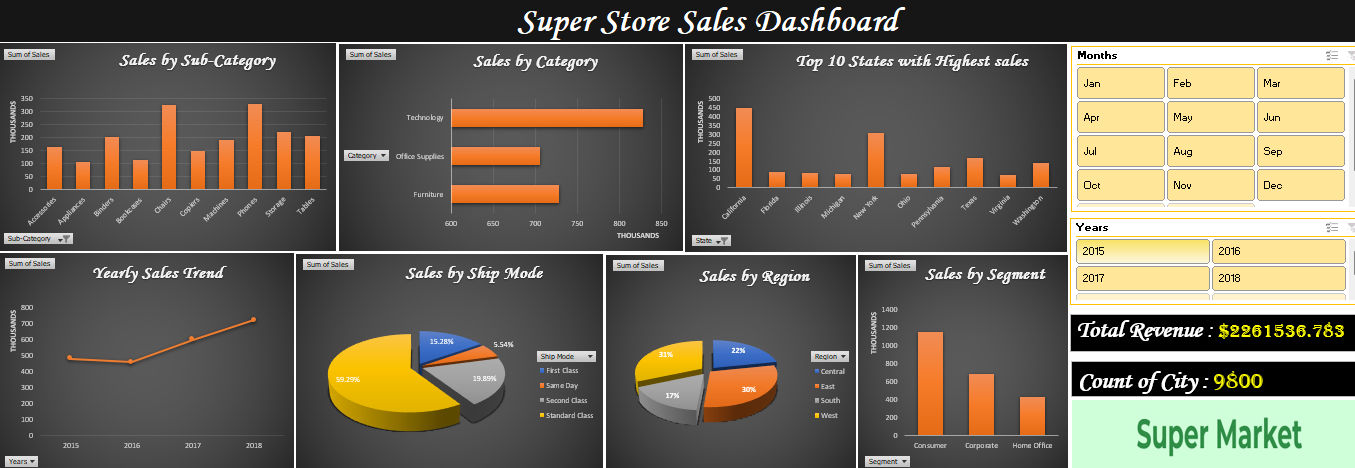 Super Store Sales Dashboard
Sum of Sales
Sales by Sub-Category
THOUSANDS
350
300
250
200
150
100
50
0
Accessories
Appliances
Binders
Bookcases
Chairs
Copiers
Machines
Phones
Storage
Tables
Sub-Category
Sum of Sales
Sales by Category
Category
Technology
Office Supplies
Furniture
600
650
700
750
800
850
THOUSANDS
Sum of Sales
Top 10 States with Highest sales
THOUSANDS
500
450
400
350
300
250
200
150
100
50
0
California
Florida
Illinois
Michigan
New York
Ohio
Pennsylvania
Texas
Virginia
Washington
State
Months
Jan
Feb
Mar
Apr
May
Jun
Jul
Aug
Sep
Oct
Nov
Dec
Years
2015
2016
2017
2018
Sum of Sales
Yearly Sales Trend
THOUSANDS
800
700
600
500
400
300
200
100
0
2015
2016
2017
2018
Years
Sum of Sales
Sales by Ship Mode
15.28%
5.54%
19.89%
59.29%
Ship Mode
First Class
Same Day
Second Class
Standard Class
Sum of Sales
Sales by Region
31%
22%
30%
17%
Region
Central
East
South
West
Sum of Sales
Sales by Segment
THOUSANDS
1400
1200
1000
800
600
400
200
0
Consumer
Corporate
Home Office
Segment
Total Revenue : $2261536.783
Count of City : 9800
Super Market